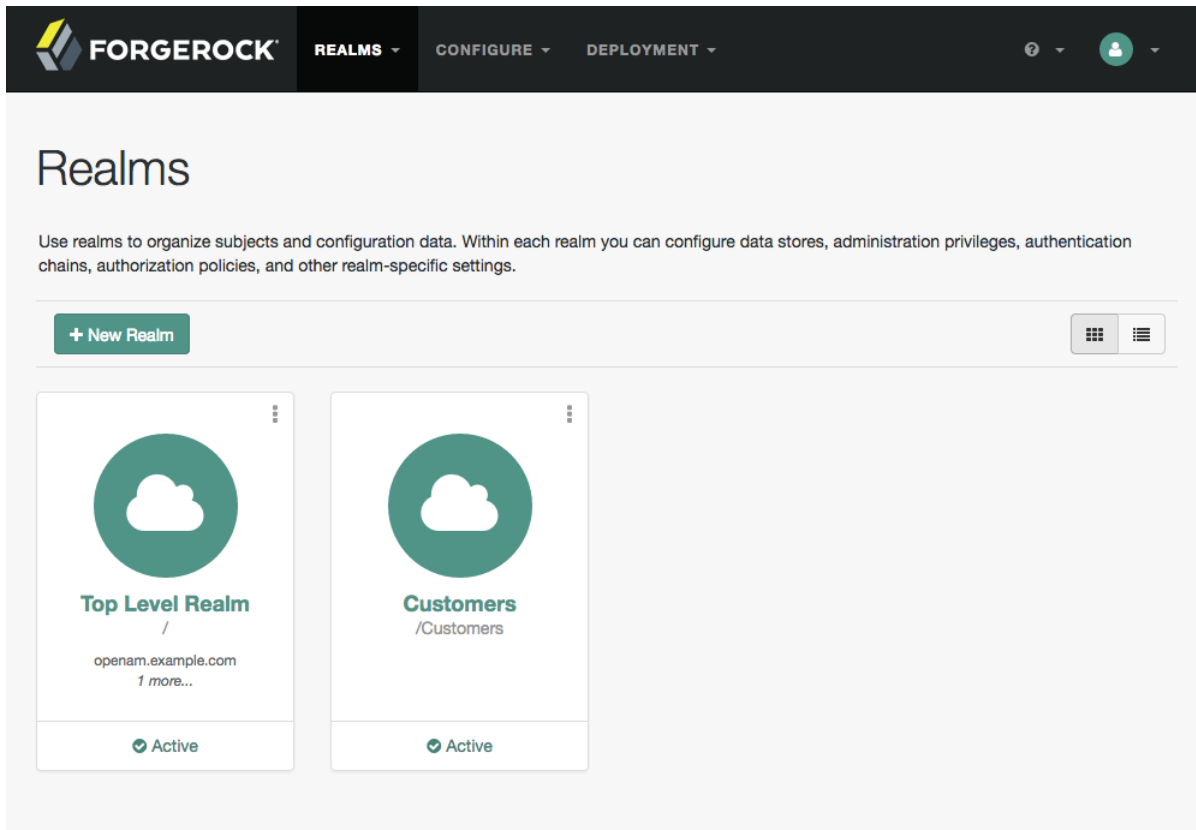 FORGEROCK REALMS CONFIGURE DEPLOYMENT
Realms
Use realms to organize subjects and configuration data. Within each realm you can configure data stores, administration privileges, authentication
chains, authorization policies, and other realm-specific settings.
+ New Realm
Top Level Realm
/
openam.example.com
1 more...
Active
Customers
/Customers
Active